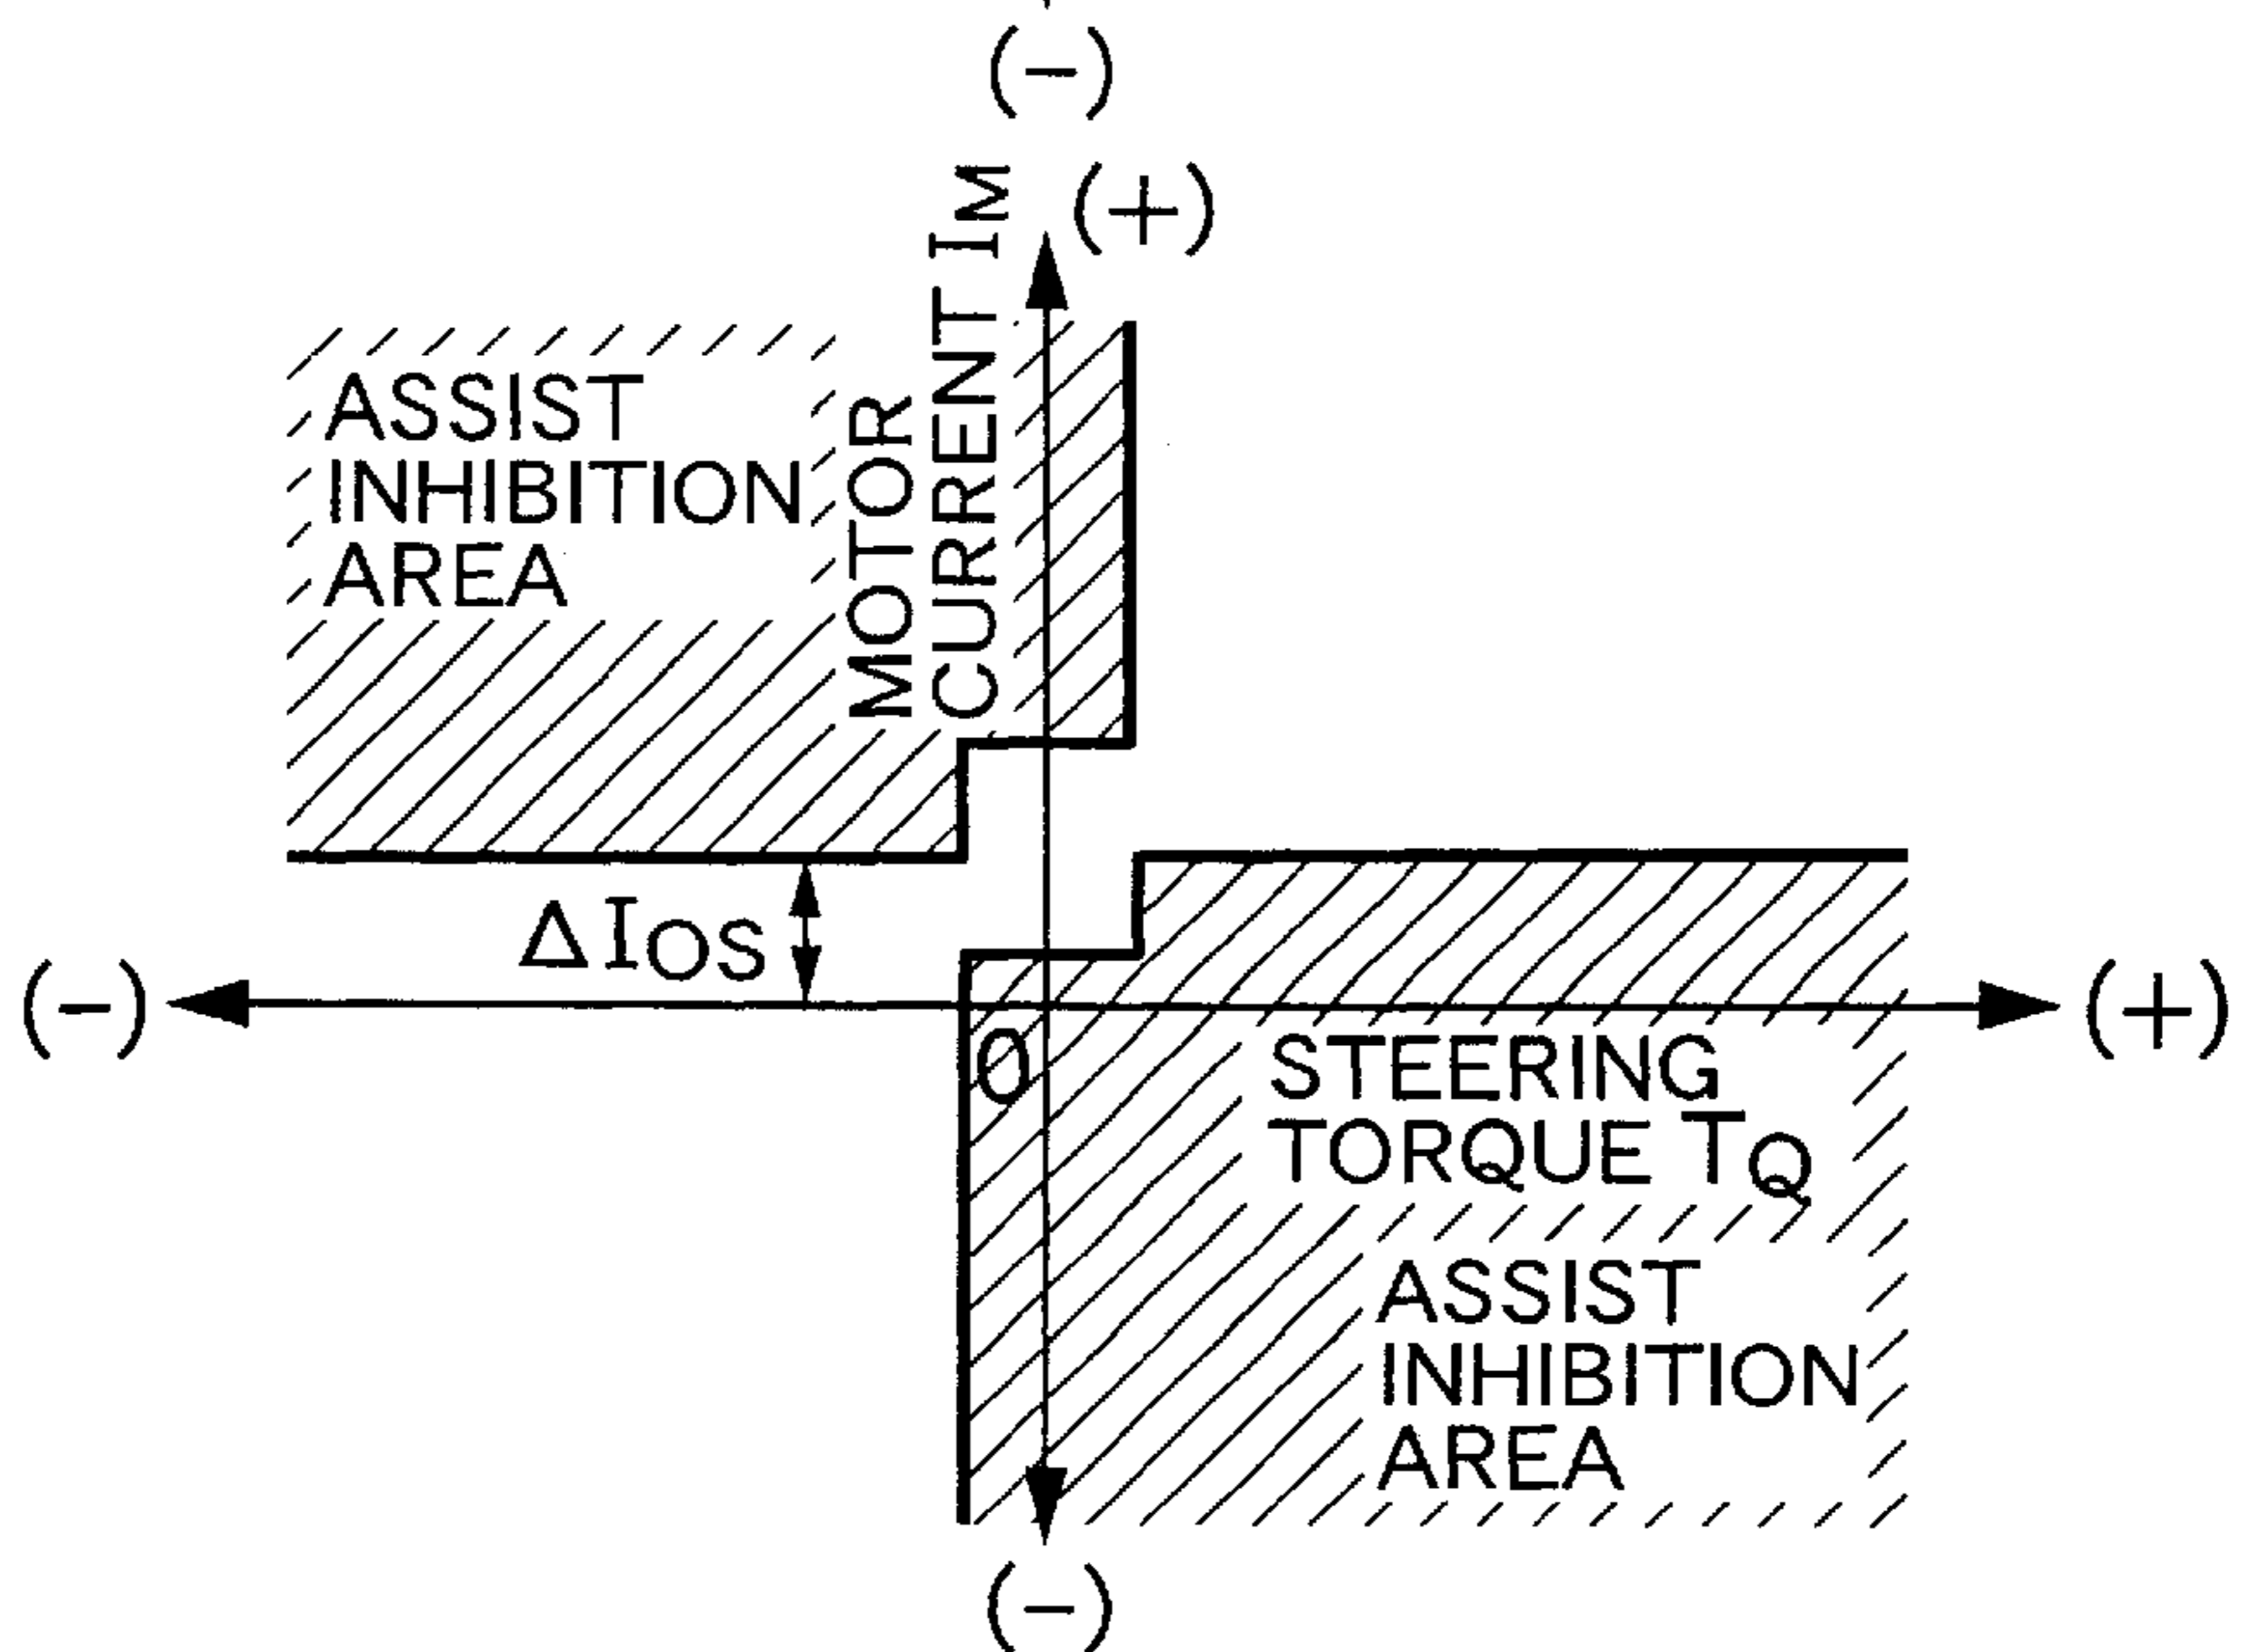 (-)
(+)
MOTOR
CURRENT IM
ASSIST
INHIBITION
AREA
ΔIOS
(-)
(+)
0
STEERING
TORQUE TQ
ASSIST
INHIBITION
AREA
(-)